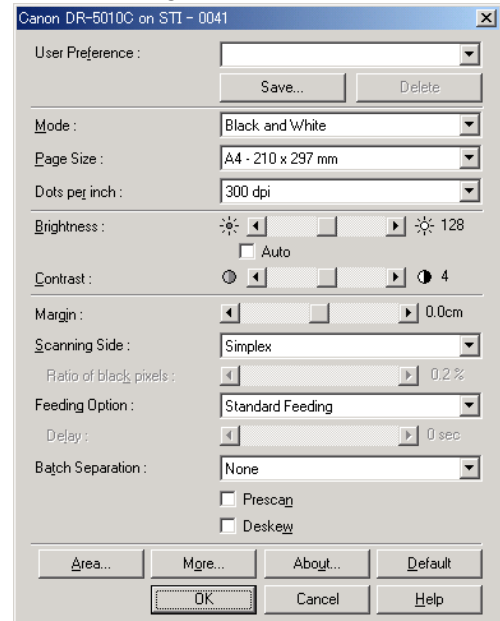 Canon DR-5010C on STI - 0041
User Preference :
Save... Delete
Mode : Black and White
Page Size : A4 - 210 x 297 mm
Dots per inch : 300 dpi
Brightness : 128
Auto
Contrast : 4
Margin : 0.0cm
Scanning Side : Simplex
Ratio of black pixels : 0.2 %
Feeding Option : Standard Feeding
Delay : 0 sec
Batch Separation : None
Prescan
Deskew
Area... More... About... Default
OK Cancel Help